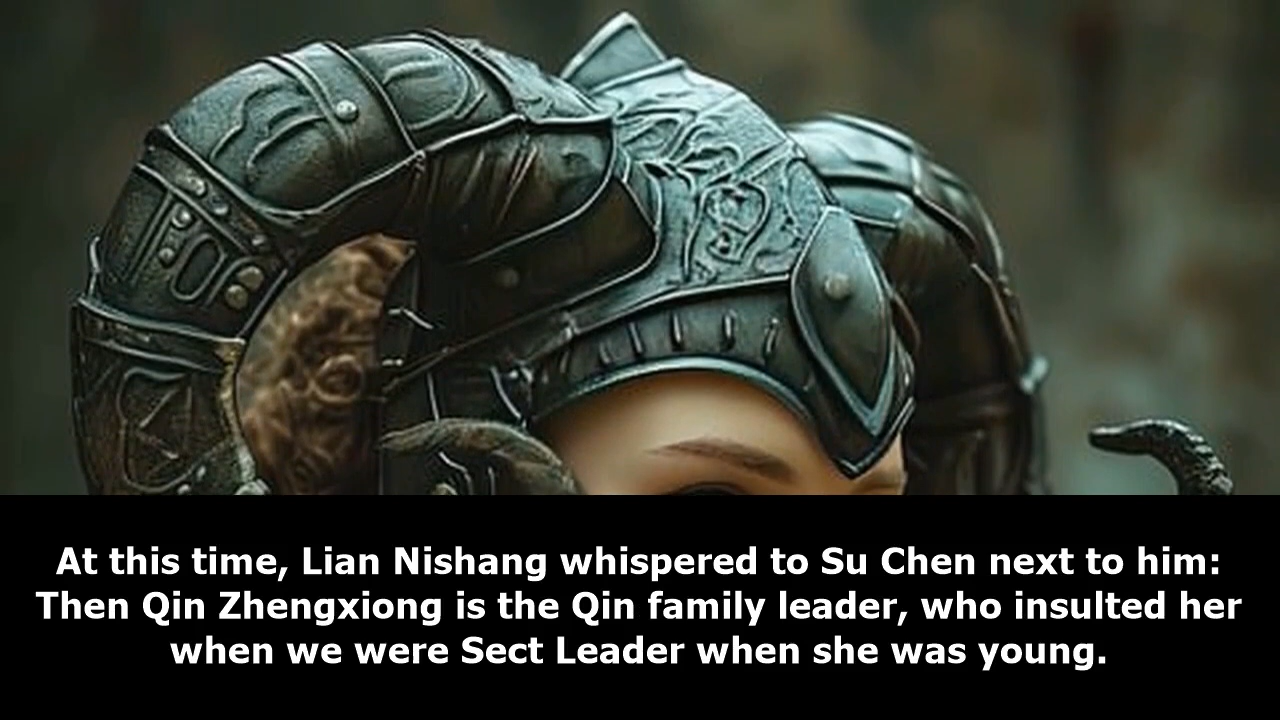 At this time, Lian Nishang whispered to Su Chen next to him:
Then Qin Zhengxiong is the Qin family leader, who insulted her
when we were Sect Leader when she was young.